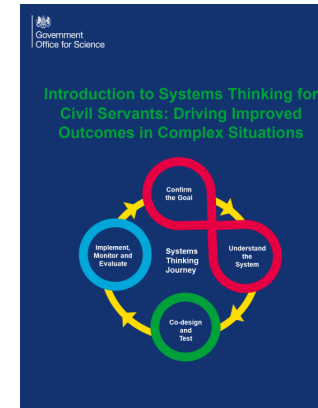 Government
Office for Science
Introduction to Systems Thinking for
Civil Servants: Driving Improved
Outcomes in Complex Situations
Confirm
the Goal
Implement,
Monitor and
Evaluate
Systems
Thinking
Journey
Understand
the
System
Co-design
and
Test